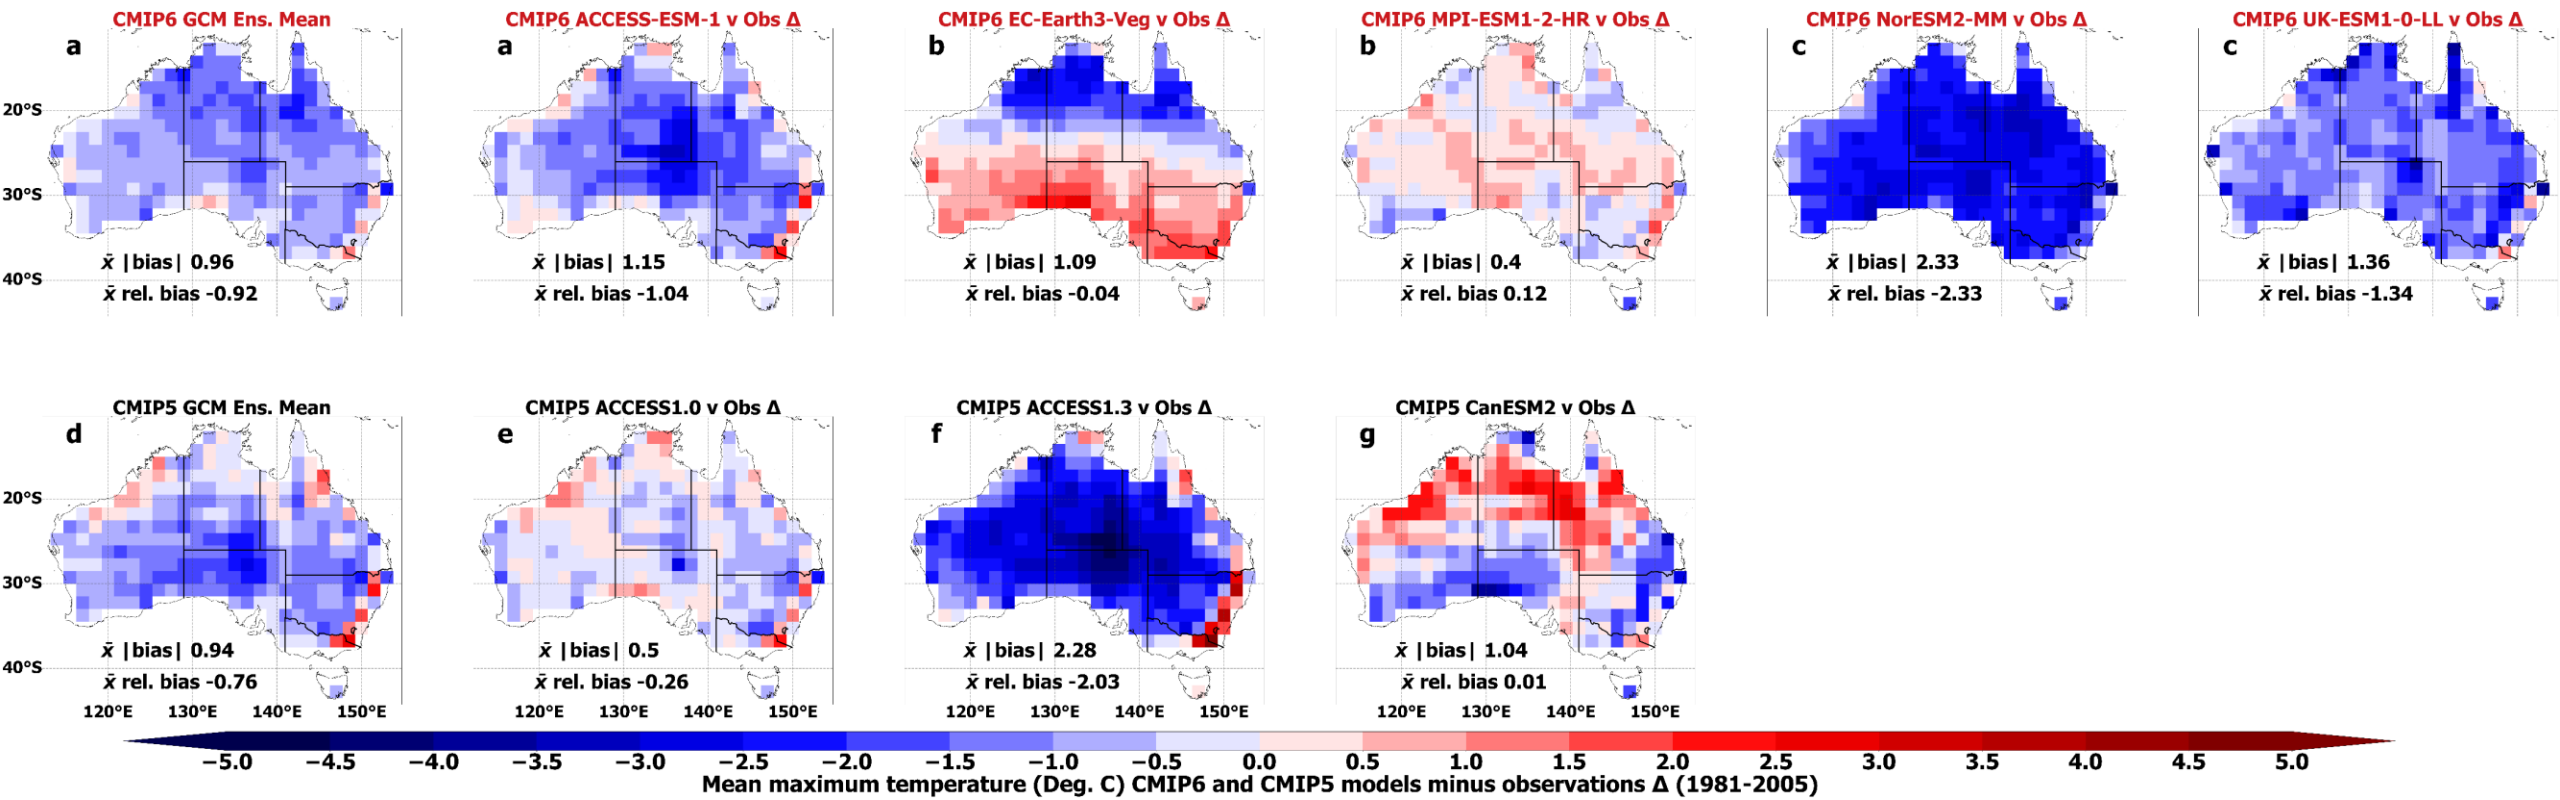 CMIP6 GCM Ens. Mean
CMIP6 ACCESS-ESM-1 v Obs Δ
CMIP6 EC-Earth3-Veg v Obs Δ
CMIP6 MPI-ESM1-2-HR v Obs Δ
CMIP6 NorESM2-MM v Obs Δ
CMIP6 UK-ESM1-0-LL v Obs Δ
a
a
b
b
c
c
20°S
30°S
40°S
x̄ |bias| 0.96
x̄ rel. bias -0.92
x̄ |bias| 1.15
x̄ rel. bias -1.04
x̄ |bias| 1.09
x̄ rel. bias -0.04
x̄ |bias| 0.4
x̄ rel. bias 0.12
x̄ |bias| 2.33
x̄ rel. bias -2.33
x̄ |bias| 1.36
x̄ rel. bias -1.34
CMIP5 GCM Ens. Mean
CMIP5 ACCESS1.0 v Obs Δ
CMIP5 ACCESS1.3 v Obs Δ
CMIP5 CanESM2 v Obs Δ
d
e
f
g
20°S
30°S
40°S
x̄ |bias| 0.94
x̄ rel. bias -0.76
x̄ |bias| 0.5
x̄ rel. bias -0.26
x̄ |bias| 2.28
x̄ rel. bias -2.03
x̄ |bias| 1.04
x̄ rel. bias 0.01
120°E 130°E 140°E 150°E
120°E 130°E 140°E 150°E
120°E 130°E 140°E 150°E
120°E 130°E 140°E 150°E
−5.0 −4.5 −4.0 −3.5 −3.0 −2.5 −2.0 −1.5 −1.0 −0.5 0.0 0.5 1.0 1.5 2.0 2.5 3.0 3.5 4.0 4.5 5.0
Mean maximum temperature (Deg. C) CMIP6 and CMIP5 models minus observations Δ (1981-2005)